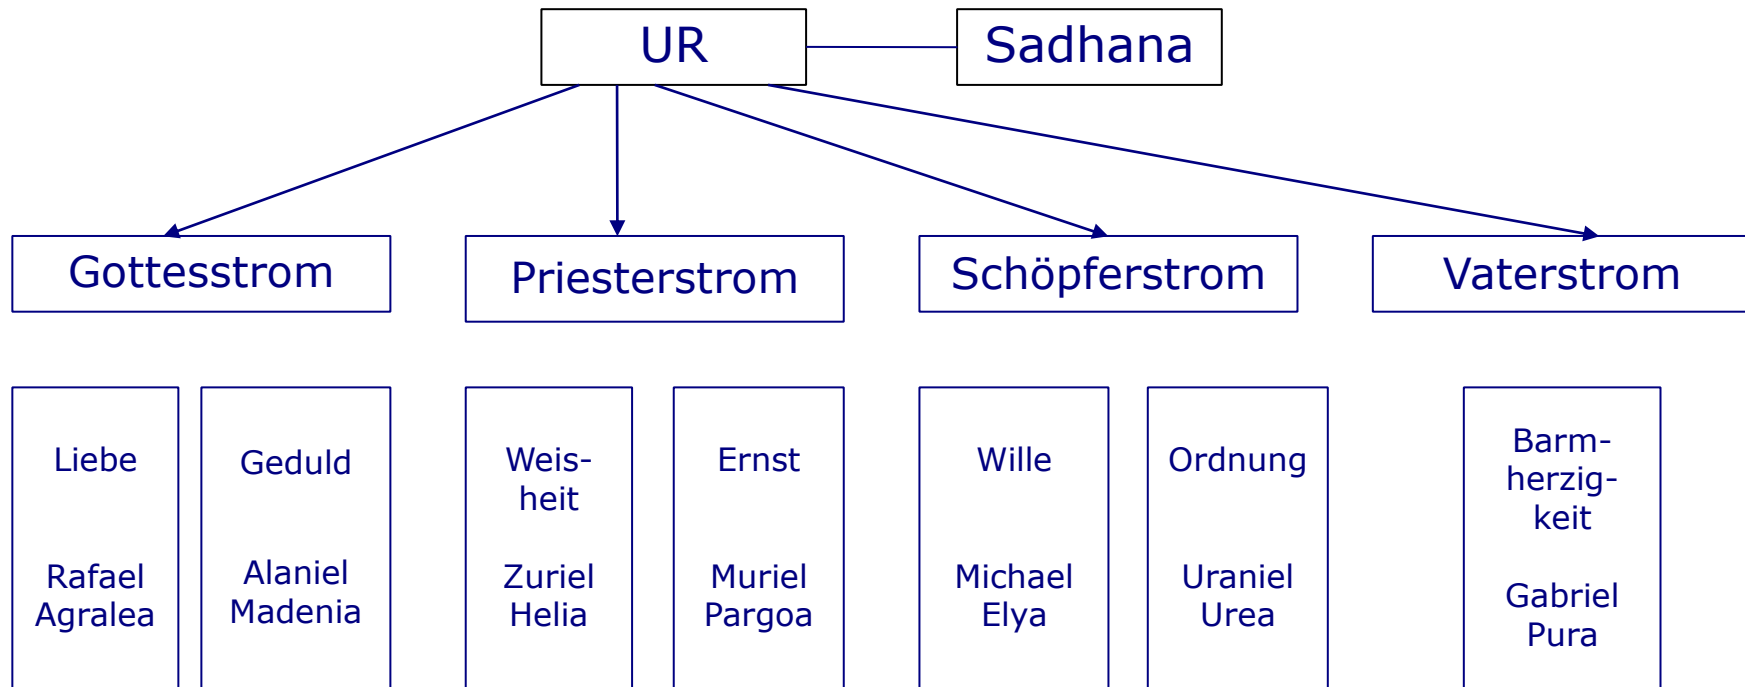 UR
Sadhana
Gottesstrom
Priesterstrom
Schöpferstrom
Vaterstrom
Liebe
Rafael
Agralea
Geduld
Alaniel
Madenia
Weis-
heit
Zuriel
Helia
Ernst
Muriel
Pargoa
Wille
Michael
Elya
Ordnung
Uraniel
Urea
Barm-
herzig-
keit
Gabriel
Pura